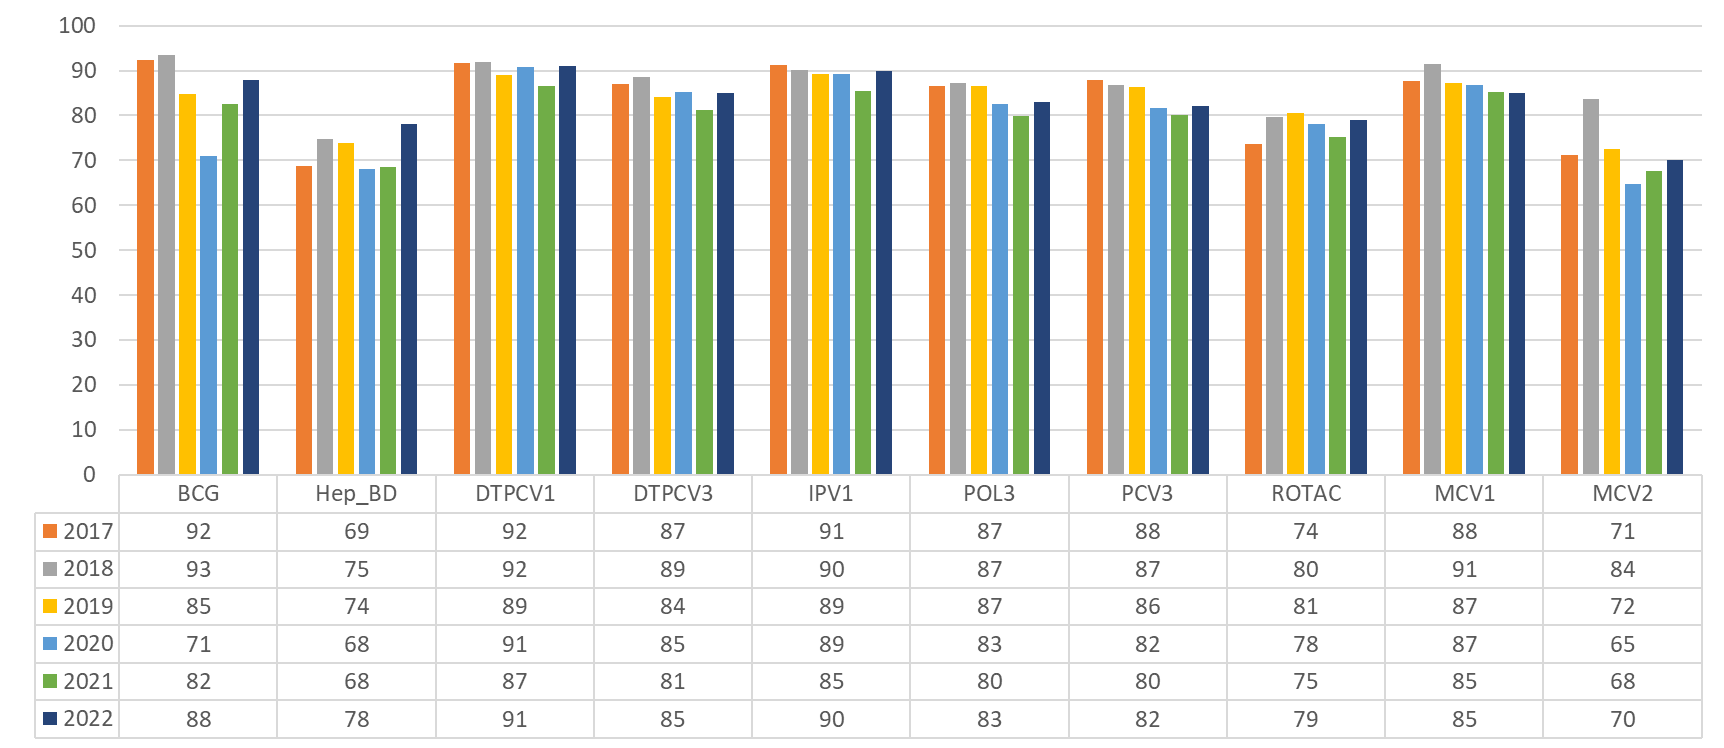 100
90
80
70
60
50
40
30
20
10
0
BCG Hep_BD DTPCV1 DTPCV3 IPV1 POL3 PCV3 ROTAC MCV1 MCV2
2017 92 69 92 87 91 87 88 74 88 71
2018 93 75 92 89 90 87 87 80 91 84
2019 85 74 89 84 89 87 86 81 87 72
2020 71 68 91 85 89 83 82 78 87 65
2021 82 68 87 81 85 80 80 75 85 68
2022 88 78 91 85 90 83 82 79 85 70